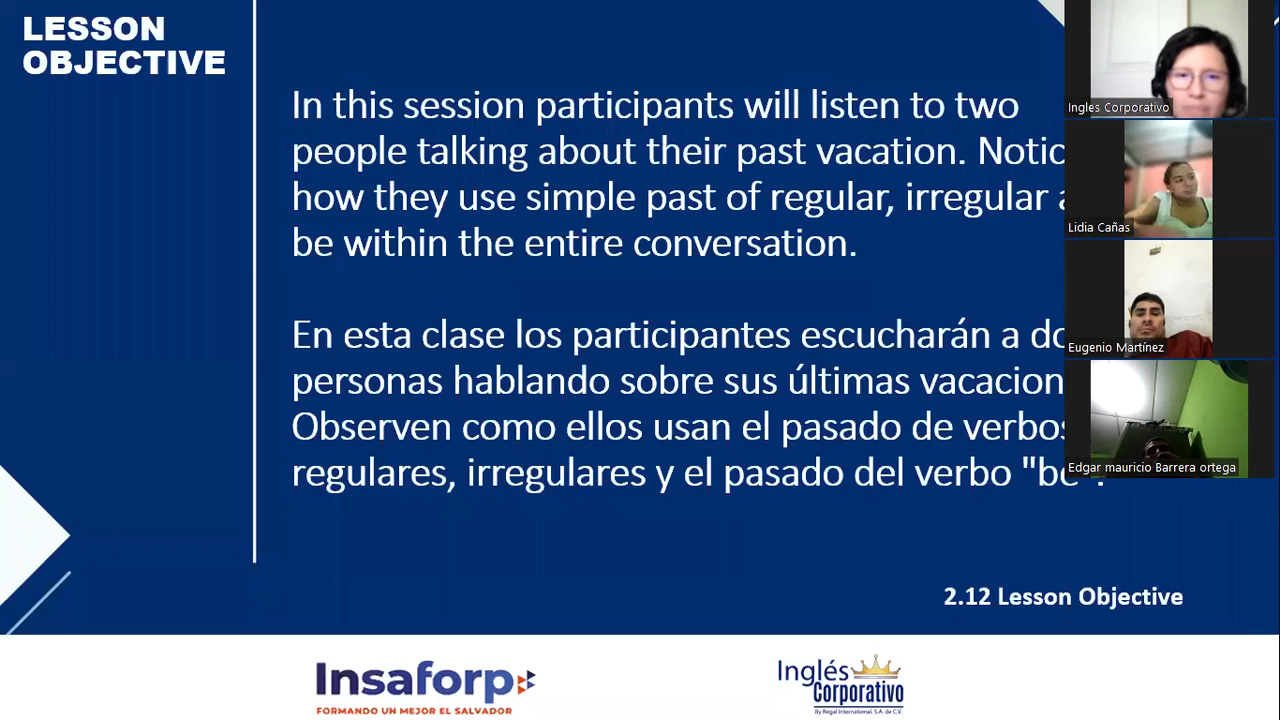 LESSON
OBJECTIVE
In this session participants will listen to two
people talking about their past vacation. Notic
how they use simple past of regular, irregular a
be within the entire conversation.
En esta clase los participantes escucharán a do
personas hablando sobre sus últimas vacacion
Observen como ellos usan el pasado de verbos
regulares, irregulares y el pasado del verbo "be".
2.12 Lesson Objective
Insaforp
FORMANDO UN MEJOR EL SALVADOR
Inglés
Corporativo
By Regal International, S.A. de C.V.
Ingles Corporativo
Lidia Cañas
Eugenio Martínez
Edgar mauricio Barrera ortega